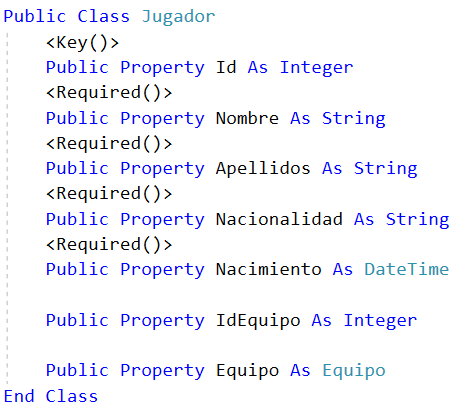 Public Class Jugador
<Key()>
Public Property Id As Integer
<Required()>
Public Property Nombre As String
<Required()>
Public Property Apellidos As String
<Required()>
Public Property Nacionalidad As String
<Required()>
Public Property Nacimiento As DateTime
Public Property IdEquipo As Integer
Public Property Equipo As Equipo
End Class